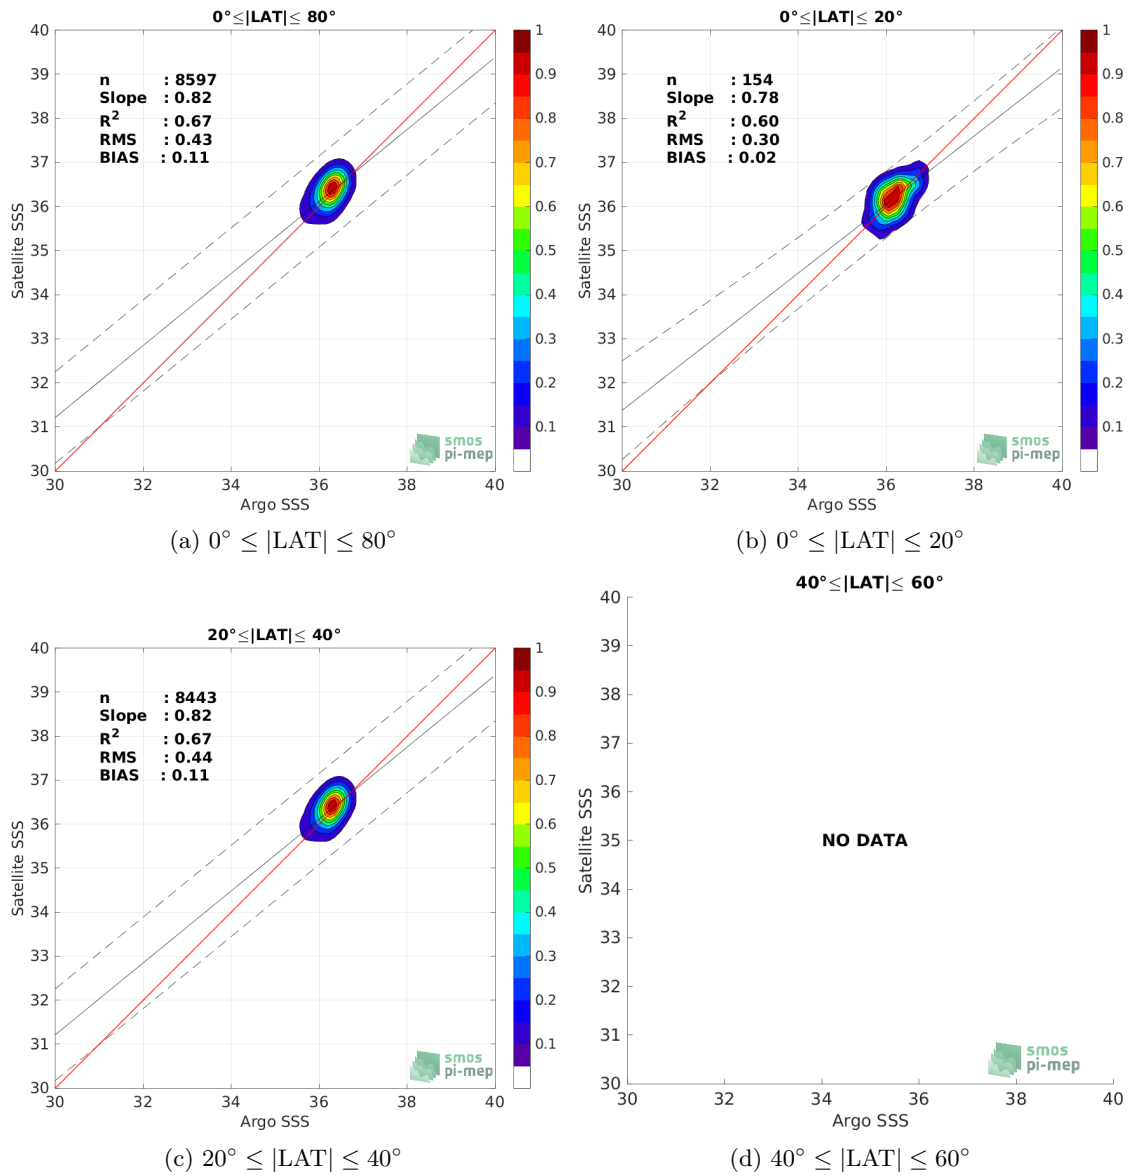 0°≤|LAT|≤ 80°
40
39
38
37
36
35
34
33
32
31
30
Satellite SSS
n : 8597
Slope : 0.82
R² : 0.67
RMS : 0.43
BIAS : 0.11
smos
pi-mep
30 32 34 36 38 40
Argo SSS
1
0.9
0.8
0.7
0.6
0.5
0.4
0.3
0.2
0.1
(a) 0° ≤ |LAT| ≤ 80°
0°≤|LAT|≤ 20°
40
39
38
37
36
35
34
33
32
31
30
Satellite SSS
n : 154
Slope : 0.78
R² : 0.60
RMS : 0.30
BIAS : 0.02
smos
pi-mep
30 32 34 36 38 40
Argo SSS
1
0.9
0.8
0.7
0.6
0.5
0.4
0.3
0.2
0.1
(b) 0° ≤ |LAT| ≤ 20°
20°≤|LAT|≤ 40°
40
39
38
37
36
35
34
33
32
31
30
Satellite SSS
n : 8443
Slope : 0.82
R² : 0.67
RMS : 0.44
BIAS : 0.11
smos
pi-mep
30 32 34 36 38 40
Argo SSS
1
0.9
0.8
0.7
0.6
0.5
0.4
0.3
0.2
0.1
(c) 20° ≤ |LAT| ≤ 40°
40°≤|LAT|≤ 60°
40
39
38
37
36
35
34
33
32
31
30
Satellite SSS
NO DATA
smos
pi-mep
30 32 34 36 38 40
Argo SSS
(d) 40° ≤ |LAT| ≤ 60°